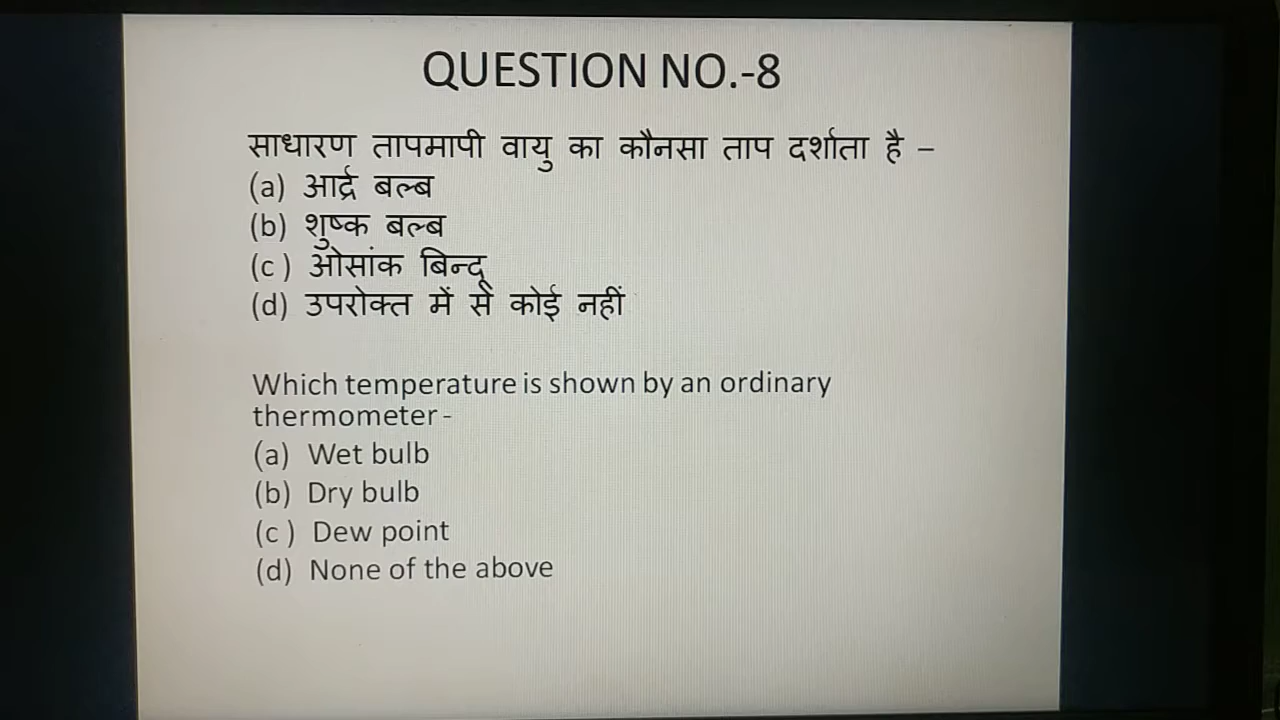 QUESTION NO.-8
साधारण तापमापी वायु का कौनसा ताप दर्शाता है –
(a) आर्द्र बल्ब
(b) शुष्क बल्ब
(c ) ओसांक बिन्दू
(d) उपरोक्त में से कोई नहीं
Which temperature is shown by an ordinary
thermometer -
(a) Wet bulb
(b) Dry bulb
(c ) Dew point
(d) None of the above